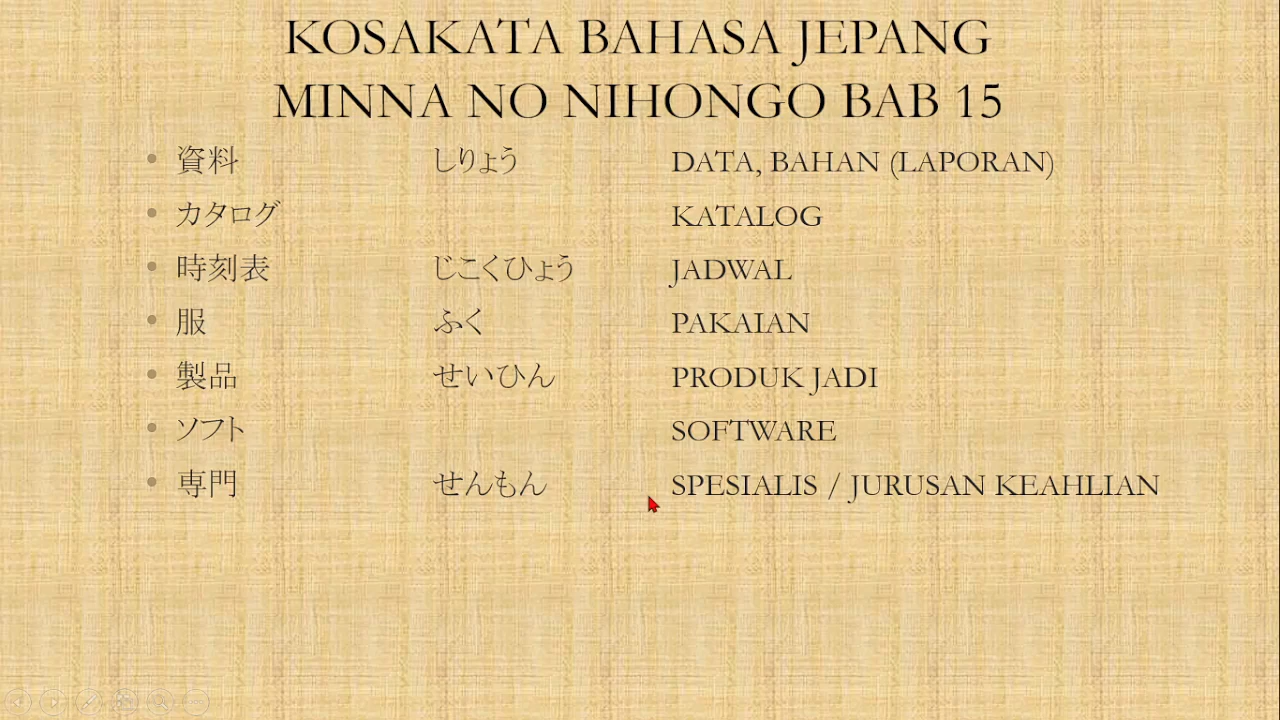 KOSAKATA BAHASA JEPANG
MINNA NO NIHONGO BAB 15
• 資料 しりょう DATA, BAHAN (LAPORAN)
• カタログ KATALOG
• 時刻表 じこくひょう JADWAL
• 服 ふく PAKAIAN
• 製品 せいひん PRODUK JADI
• ソフト SOFTWARE
• 専門 せんもん SPESIALIS / JURUSAN KEAHLIAN